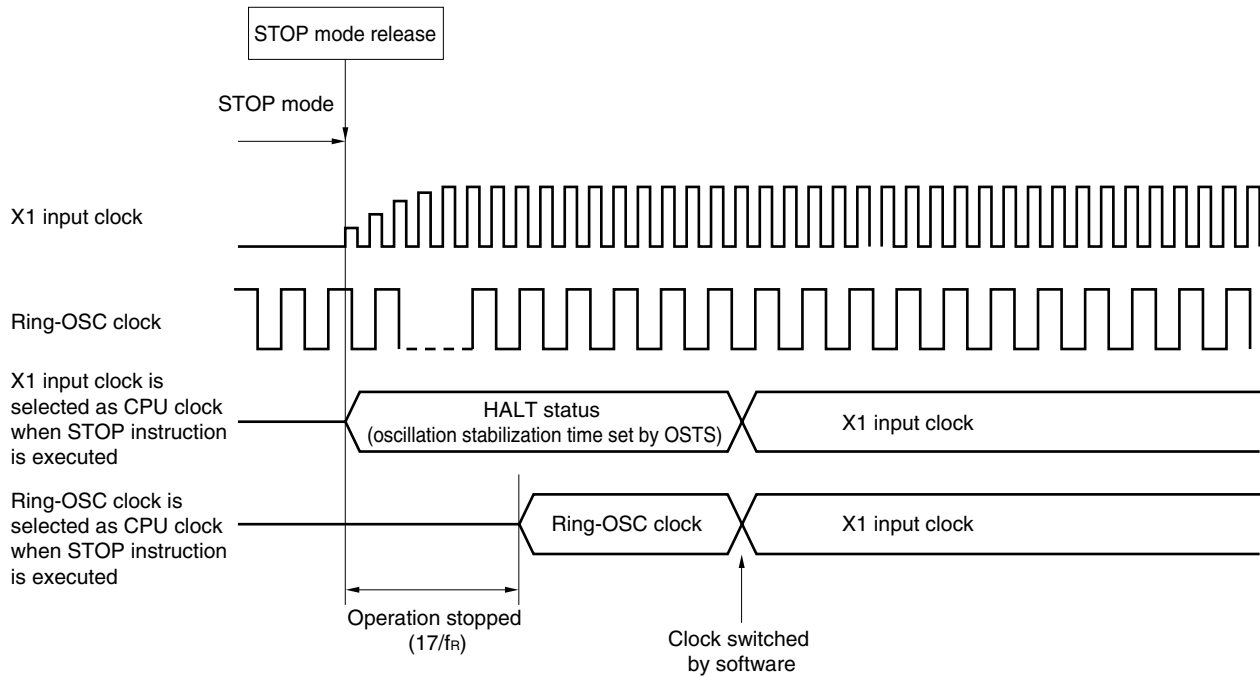 STOP mode release
STOP mode
X1 input clock
Ring-OSC clock
X1 input clock is
selected as CPU clock
when STOP instruction
is executed
HALT status
(oscillation stabilization time set by OSTS)
X1 input clock
Ring-OSC clock is
selected as CPU clock
when STOP instruction
is executed
Ring-OSC clock
X1 input clock
Operation stopped
(17/fR)
Clock switched
by software